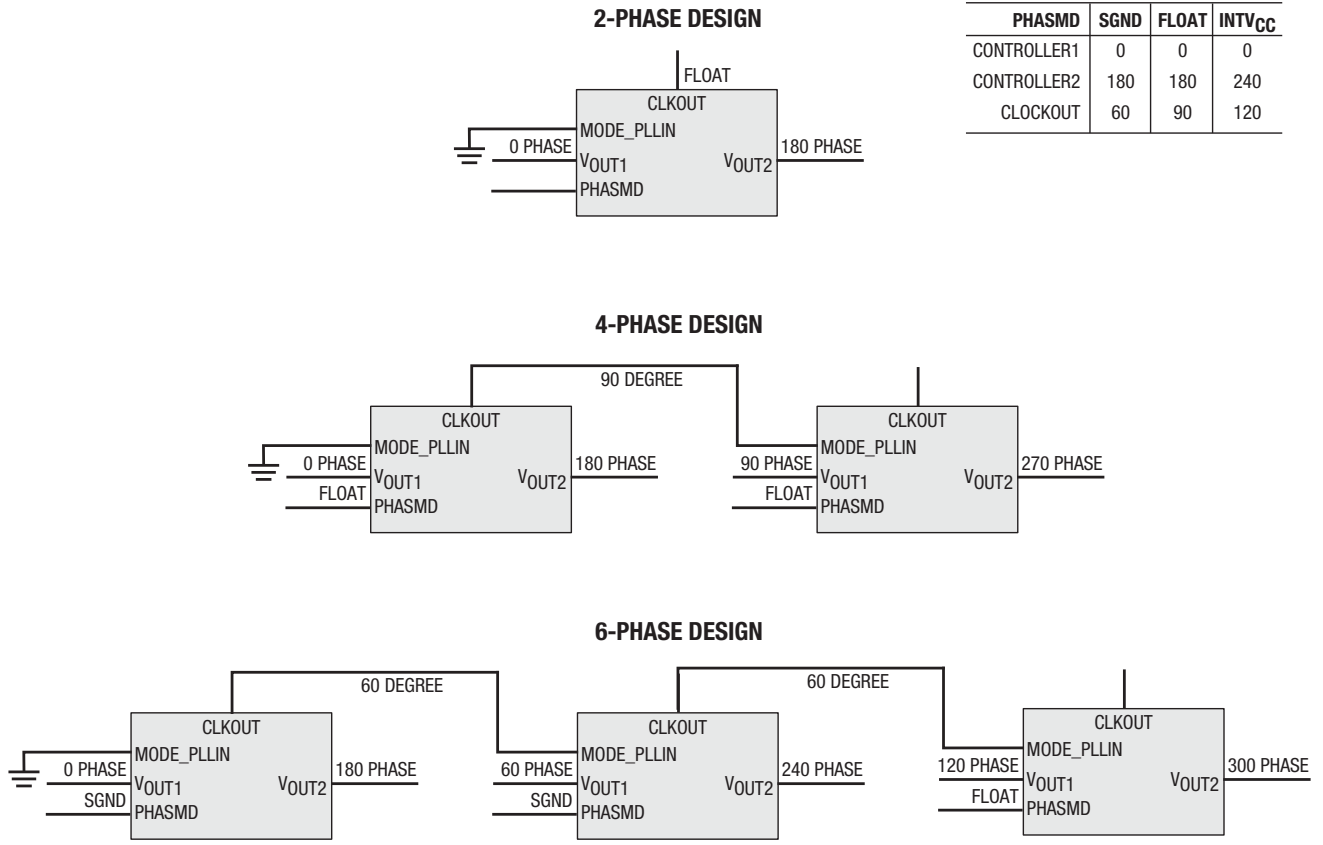 2-PHASE DESIGN
PHASMD SGND FLOAT INTVCC
CONTROLLER1 0 0 0
CONTROLLER2 180 180 240
CLOCKOUT 60 90 120
FLOAT
CLKOUT
MODE_PLLIN
0 PHASE VOUT1 VOUT2 180 PHASE
PHASMD
4-PHASE DESIGN
90 DEGREE
CLKOUT CLKOUT
MODE_PLLIN MODE_PLLIN
0 PHASE VOUT1 VOUT2 180 PHASE 90 PHASE VOUT1 VOUT2 270 PHASE
FLOAT PHASMD FLOAT PHASMD
6-PHASE DESIGN
60 DEGREE 60 DEGREE
CLKOUT CLKOUT CLKOUT
MODE_PLLIN MODE_PLLIN MODE_PLLIN
0 PHASE VOUT1 VOUT2 180 PHASE 60 PHASE VOUT1 VOUT2 240 PHASE 120 PHASE VOUT1 VOUT2 300 PHASE
SGND PHASMD SGND PHASMD FLOAT PHASMD